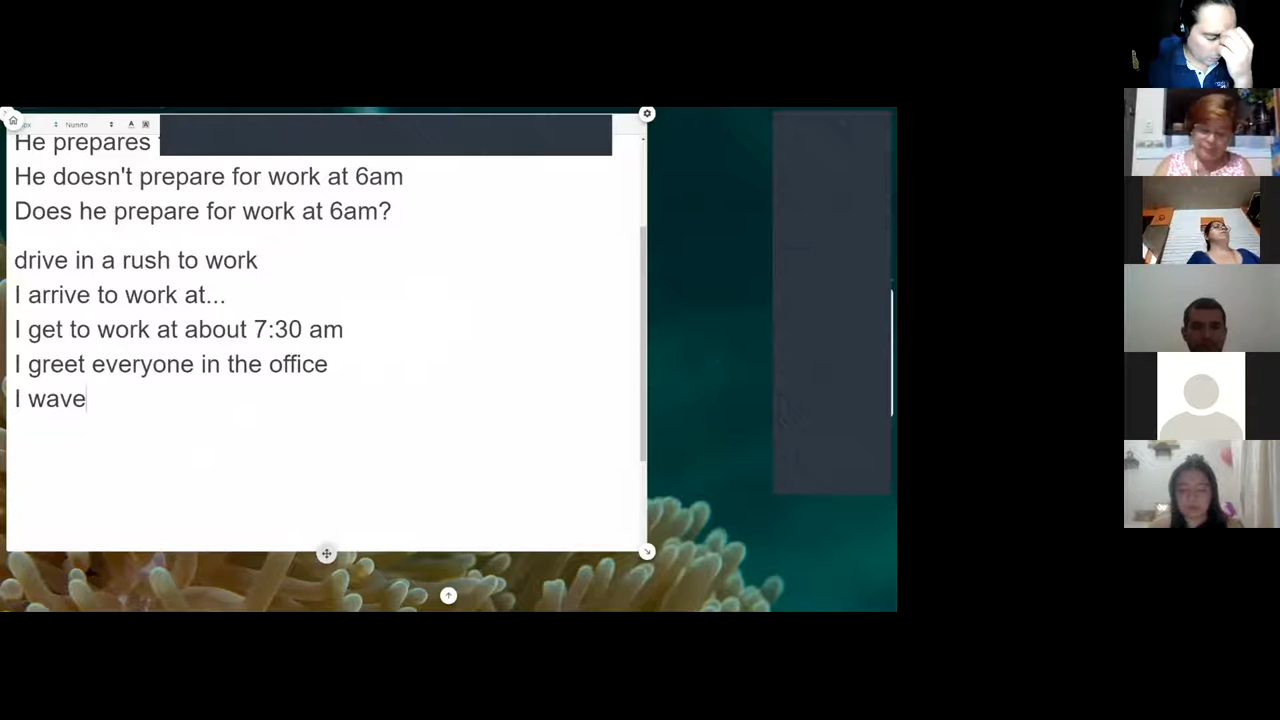 Nunito
He prepares
He doesn't prepare for work at 6am
Does he prepare for work at 6am?
drive in a rush to work
I arrive to work at...
I get to work at about 7:30 am
I greet everyone in the office
I wave